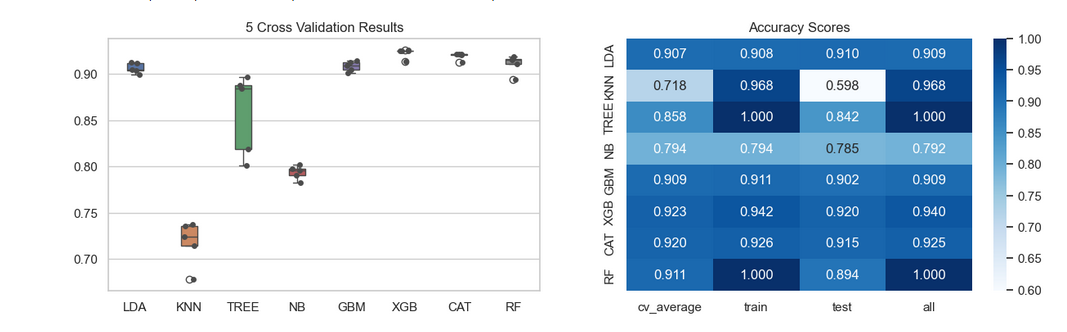 5 Cross Validation Results
0.90
0.85
0.80
0.75
0.70
LDA KNN TREE NB GBM XGB CAT RF
Accuracy Scores
LDA 0.907 0.908 0.910 0.909
KNN 0.718 0.968 0.598 0.968
TREE 0.858 1.000 0.842 1.000
NB 0.794 0.794 0.785 0.792
GBM 0.909 0.911 0.902 0.909
XGB 0.923 0.942 0.920 0.940
CAT 0.920 0.926 0.915 0.925
RF 0.911 1.000 0.894 1.000
cv_average train test all
1.00
0.95
0.90
0.85
0.80
0.75
0.70
0.65
0.60